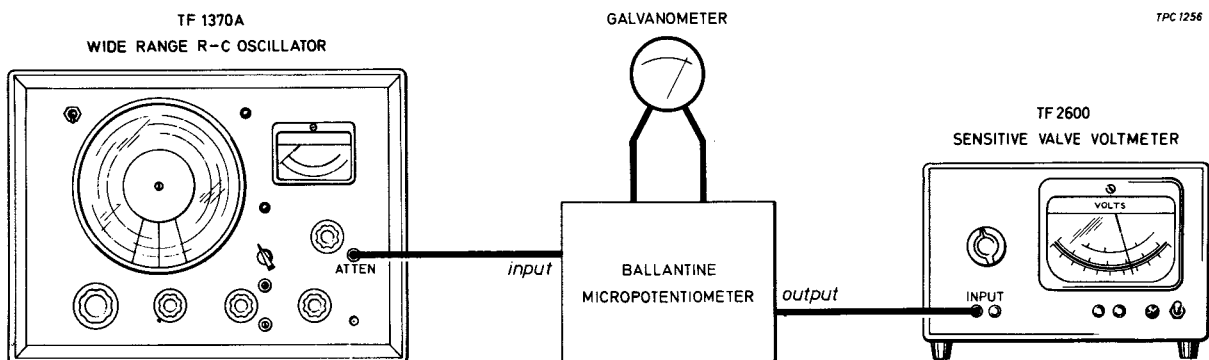 TF 1370A
WIDE RANGE R-C OSCILLATOR
GALVANOMETER
TPC 1256
TF 2600
SENSITIVE VALVE VOLTMETER
VOLTS
ATTEN
input
BALLANTINE
MICROPOTENTIOMETER
output
INPUT